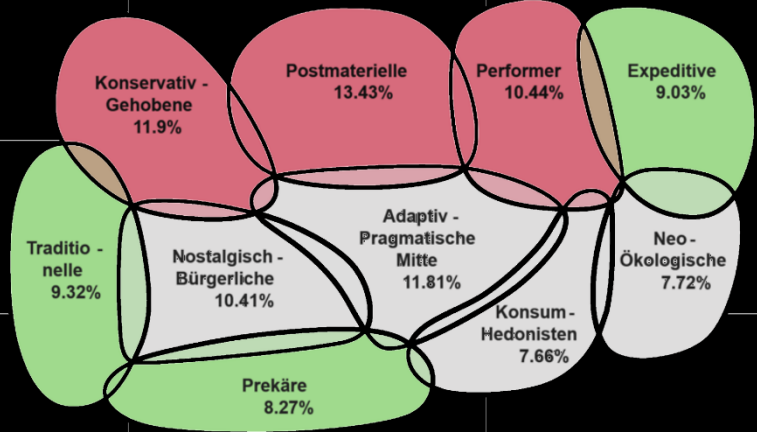 Konservativ -
Gehobene
11.9%
Postmaterielle
13.43%
Performer
10.44%
Expeditive
9.03%
Traditio -
nelle
9.32%
Nostalgisch -
Bürgerliche
10.41%
Adaptiv -
Pragmatische
Mitte
11.81%
Neo -
Ökologische
7.72%
Konsum -
Hedonisten
7.66%
Prekäre
8.27%